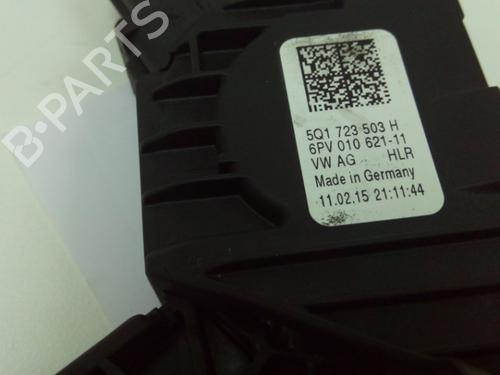 B-PARTS
5Q1 723 503 H
6PV 010 621-11
VW AG HLR
Made in Germany
11.02.15 21:11:44